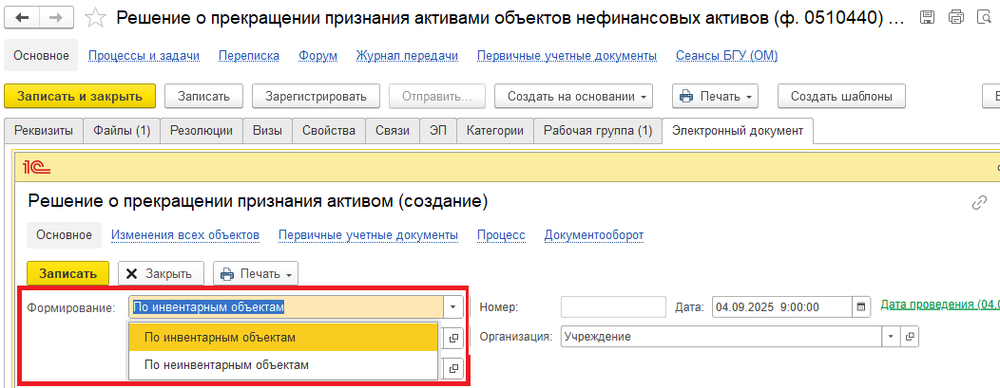 Решение о прекращении признания активами объектов нефинансовых активов (ф. 0510440) ...
Основное Процессы и задачи Переписка Форум Журнал передачи Первичные учетные документы Сеансы БГУ (ОМ)
Записать и закрыть Записать Зарегистрировать Отправить... Создать на основании Печать Создать шаблоны
Реквизиты Файлы (1) Резолюции Визы Свойства Связи ЭП Категории Рабочая группа (1) Электронный документ
1С
Решение о прекращении признания активом (создание)
Основное Изменения всех объектов Первичные учетные документы Процесс Документооборот
Записать Закрыть Печать
Формирование: По инвентарным объектам Номер: Дата: 04.09.2025 9:00:00 Дата проведения (04.0
По инвентарным объектам Организация: Учреждение
По неинвентарным объектам